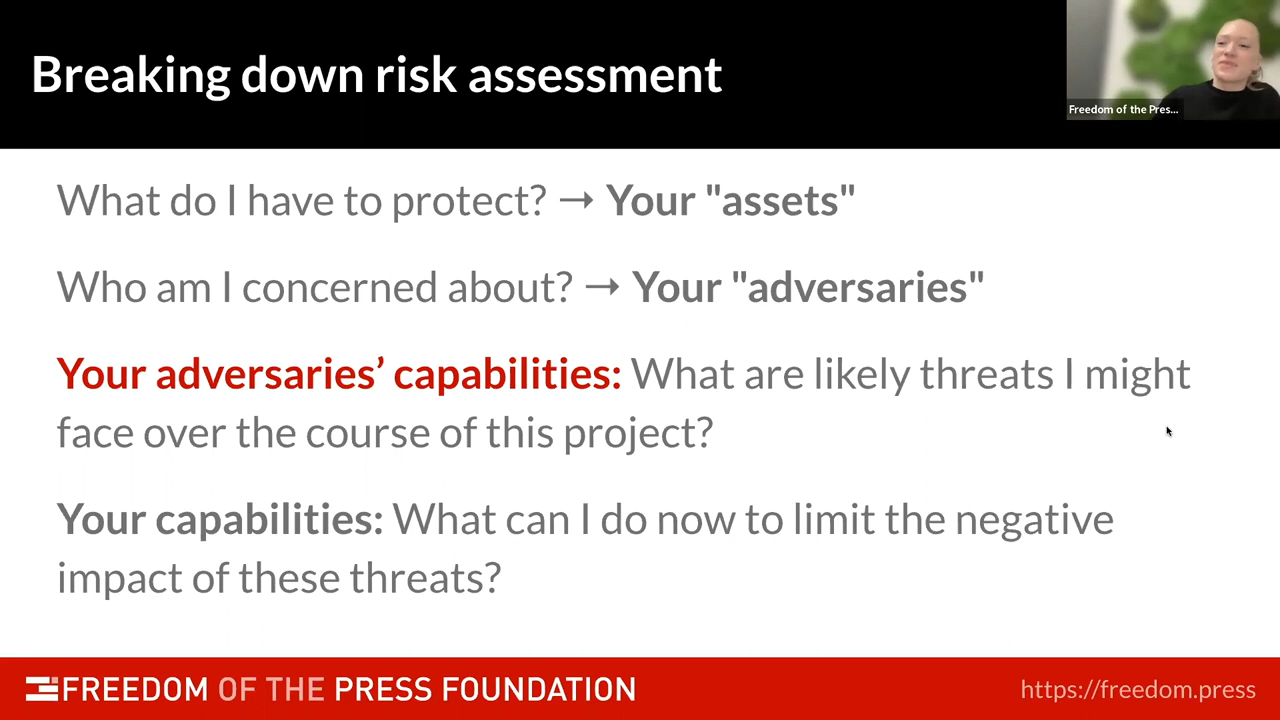 Breaking down risk assessment
Freedom of the Pres...
What do I have to protect? → Your "assets"
Who am I concerned about? → Your "adversaries"
Your adversaries’ capabilities: What are likely threats I might
face over the course of this project?
Your capabilities: What can I do now to limit the negative
impact of these threats?
FREEDOM OF THE PRESS FOUNDATION
https://freedom.press